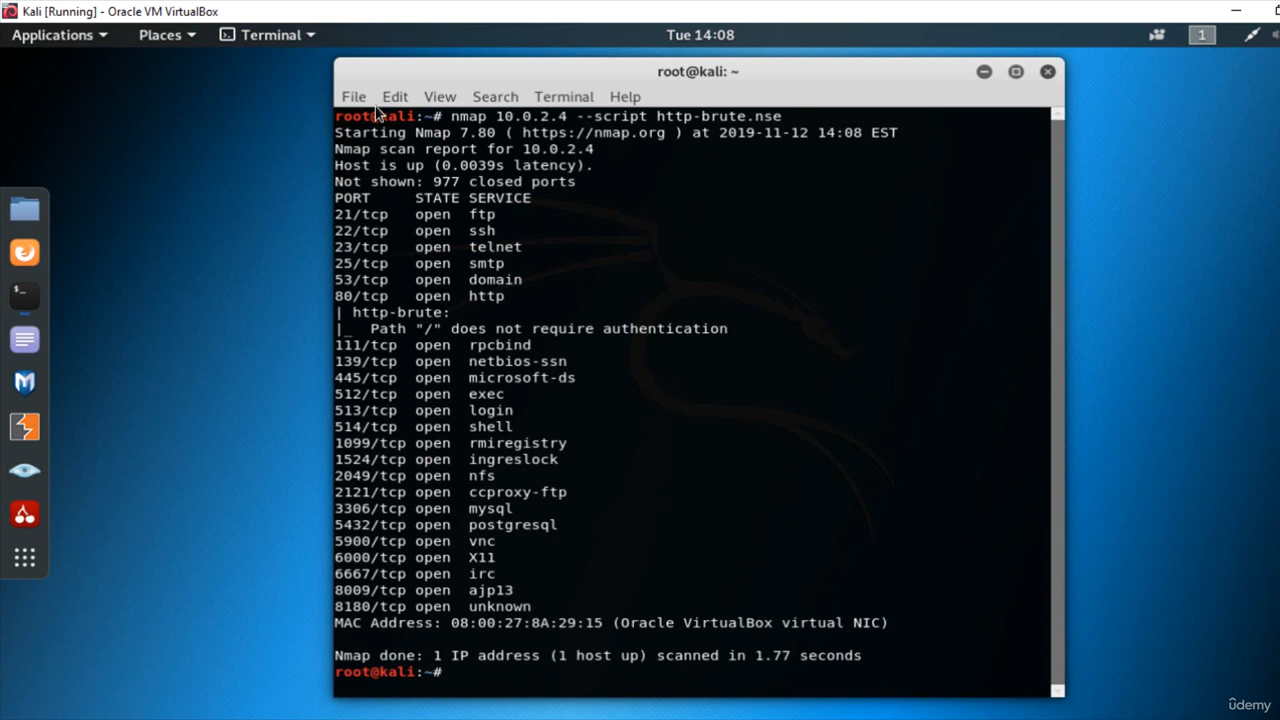 Kali [Running] - Oracle VM VirtualBox
Applications Places Terminal Tue 14:08 1
root@kali: ~
File Edit View Search Terminal Help
root@kali:~# nmap 10.0.2.4 --script http-brute.nse
Starting Nmap 7.80 ( https://nmap.org ) at 2019-11-12 14:08 EST
Nmap scan report for 10.0.2.4
Host is up (0.0039s latency).
Not shown: 977 closed ports
PORT STATE SERVICE
21/tcp open ftp
22/tcp open ssh
23/tcp open telnet
25/tcp open smtp
53/tcp open domain
80/tcp open http
| http-brute:
|_ Path "/" does not require authentication
111/tcp open rpcbind
139/tcp open netbios-ssn
445/tcp open microsoft-ds
512/tcp open exec
513/tcp open login
514/tcp open shell
1099/tcp open rmiregistry
1524/tcp open ingreslock
2049/tcp open nfs
2121/tcp open ccproxy-ftp
3306/tcp open mysql
5432/tcp open postgresql
5900/tcp open vnc
6000/tcp open X11
6667/tcp open irc
8009/tcp open ajp13
8180/tcp open unknown
MAC Address: 08:00:27:8A:29:15 (Oracle VirtualBox virtual NIC)
Nmap done: 1 IP address (1 host up) scanned in 1.77 seconds
root@kali:~#
ûdemy